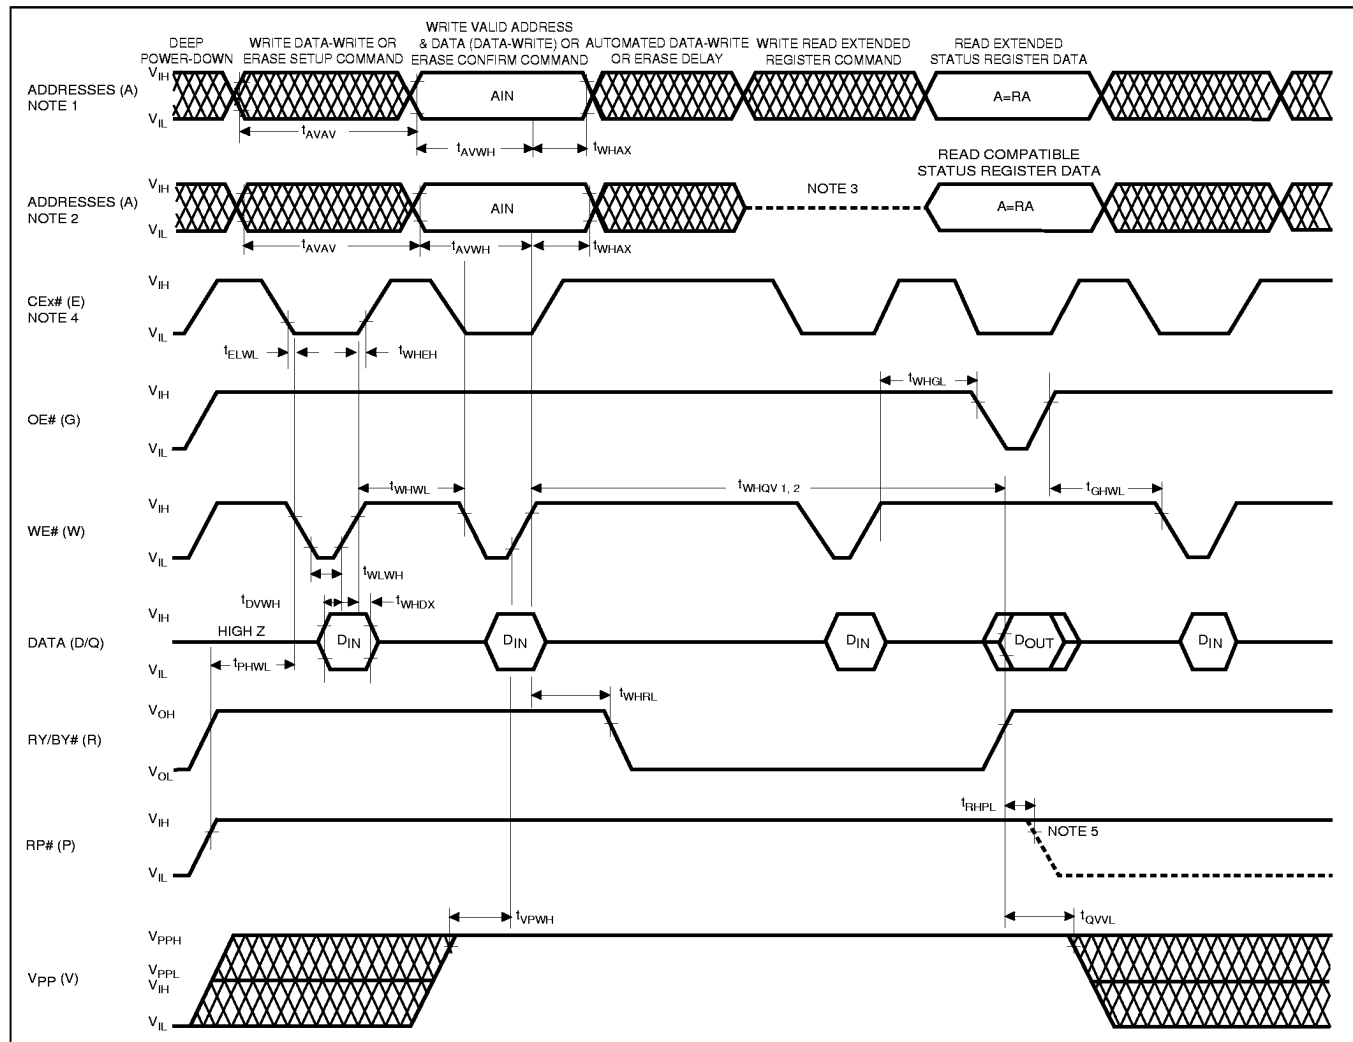 DEEP
POWER-DOWN
WRITE DATA-WRITE OR
ERASE SETUP COMMAND
WRITE VALID ADDRESS
& DATA (DATA-WRITE) OR
ERASE CONFIRM COMMAND
AUTOMATED DATA-WRITE
OR ERASE DELAY
WRITE READ EXTENDED
REGISTER COMMAND
READ EXTENDED
STATUS REGISTER DATA
ADDRESSES (A)
NOTE 1
VIH
VIL
AIN
A=RA
tAVAV
tAVWH
tWHAX
READ COMPATIBLE
STATUS REGISTER DATA
ADDRESSES (A)
NOTE 2
VIH
VIL
AIN
NOTE 3
A=RA
tAVAV
tAVWH
tWHAX
CEx# (E)
NOTE 4
VIH
VIL
tELWL
tWHEH
OE# (G)
VIH
VIL
tWHGL
WE# (W)
VIH
VIL
tWHWL
tWHQV 1, 2
tGHWL
tWLWH
tDVWH
tWHDX
DATA (D/Q)
VIH
VIL
HIGH Z
DIN
DIN
DIN
DOUT
DIN
tPHWL
tWHRL
RY/BY# (R)
VOH
VOL
tRHPL
RP# (P)
VIH
VIL
NOTE 5
tVPWH
tQVVL
VPP (V)
VPPH
VPPL
VIH
VIL